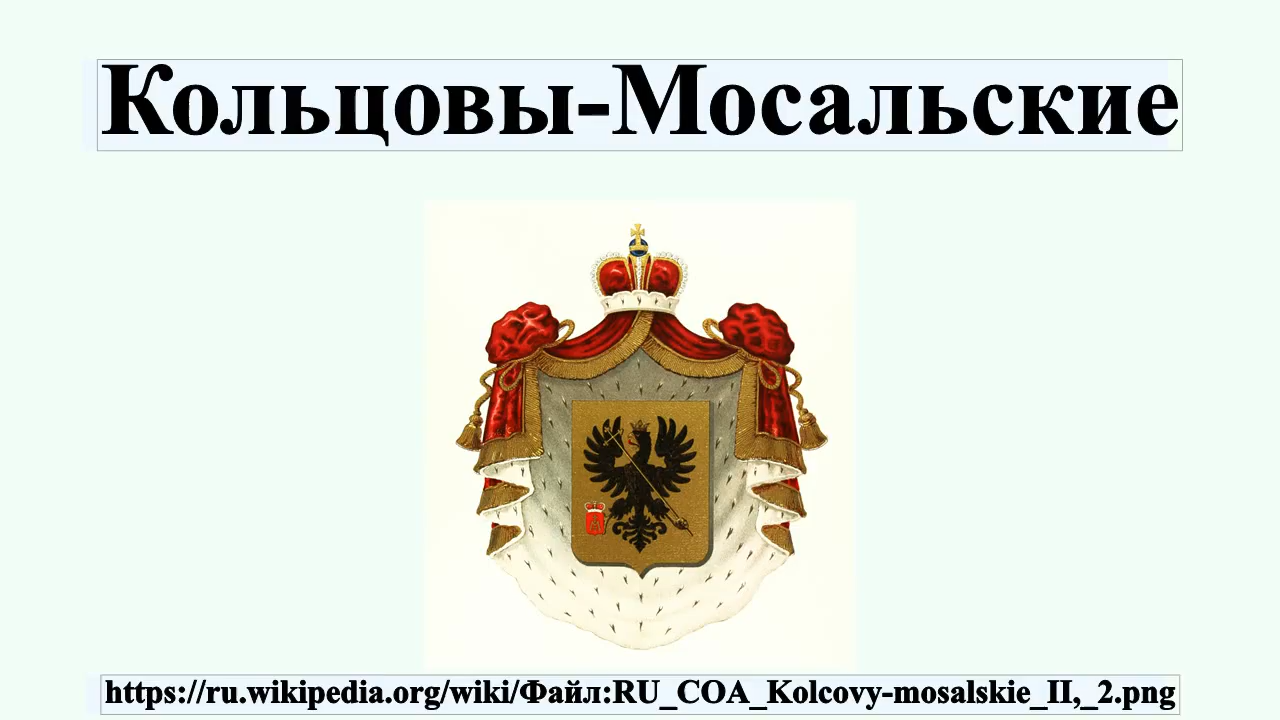 Кольцовы-Мосальские
https://ru.wikipedia.org/wiki/Файл:RU_COA_Kolcovy-mosalskie_II,_2.png